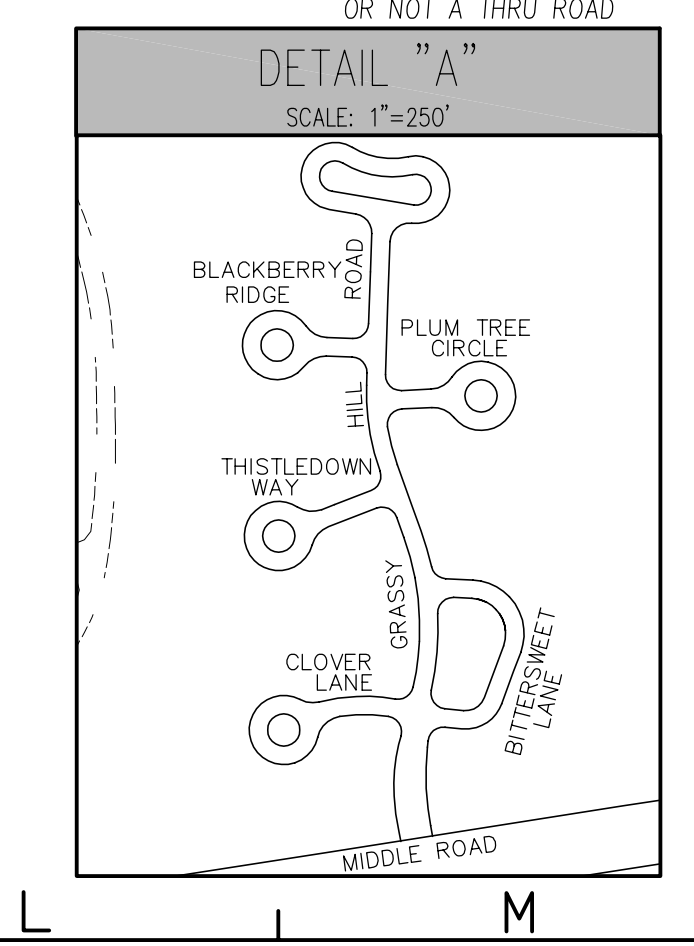 OR NOT A THRU ROAD
DETAIL "A"
SCALE: 1"=250'
BLACKBERRY
RIDGE
ROAD
PLUM TREE
CIRCLE
HILL
THISTLEDOWN
WAY
GRASSY
CLOVER
LANE
BITTERSWEET
LANE
MIDDLE ROAD
L
M